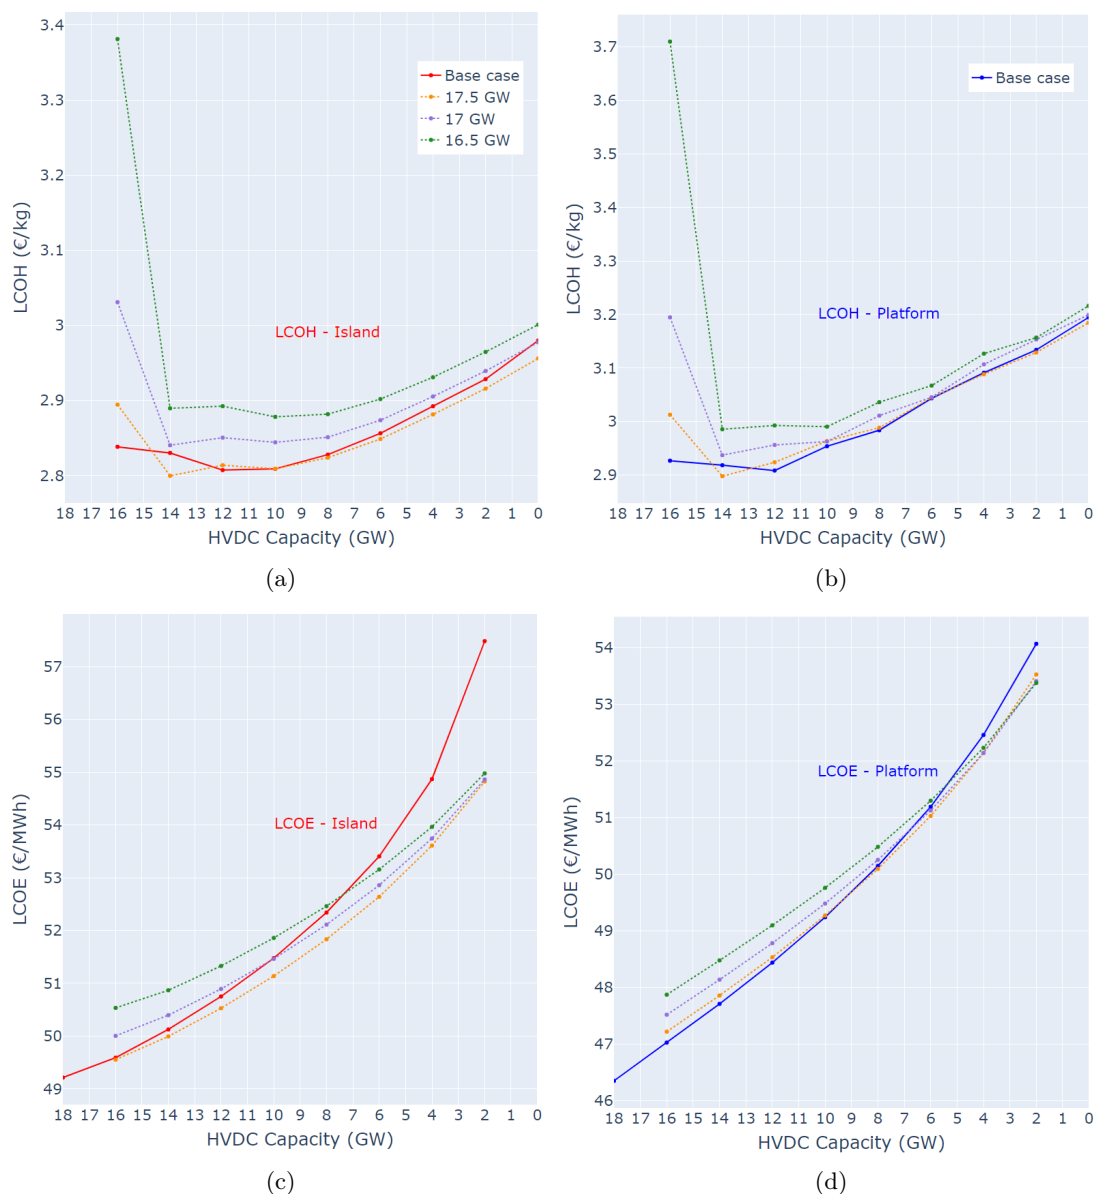 3.4
3.3
3.2
3.1
3
2.9
2.8
LCOH (€/kg)
Base case
17.5 GW
17 GW
16.5 GW
LCOH - Island
18 17 16 15 14 13 12 11 10 9 8 7 6 5 4 3 2 1 0
HVDC Capacity (GW)
(a)
3.7
3.6
3.5
3.4
3.3
3.2
3.1
3
2.9
LCOH (€/kg)
Base case
LCOH - Platform
18 17 16 15 14 13 12 11 10 9 8 7 6 5 4 3 2 1 0
HVDC Capacity (GW)
(b)
57
56
55
54
53
52
51
50
49
LCOE (€/MWh)
LCOE - Island
18 17 16 15 14 13 12 11 10 9 8 7 6 5 4 3 2 1 0
HVDC Capacity (GW)
(c)
54
53
52
51
50
49
48
47
46
LCOE (€/MWh)
LCOE - Platform
18 17 16 15 14 13 12 11 10 9 8 7 6 5 4 3 2 1 0
HVDC Capacity (GW)
(d)